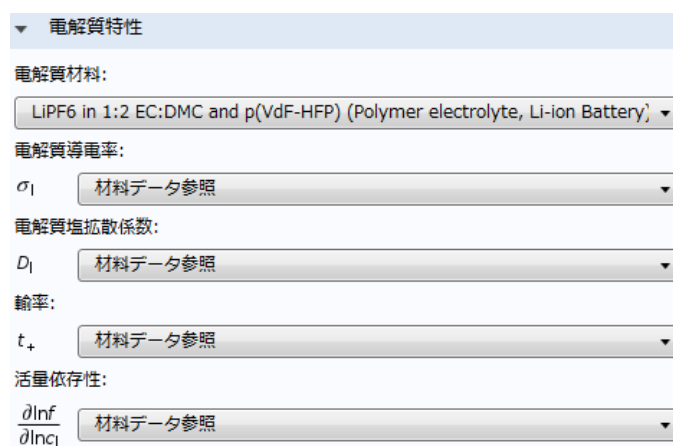 電解質特性
電解質材料:
LiPF6 in 1:2 EC:DMC and p(VdF-HFP) (Polymer electrolyte, Li-ion Battery)
電解質導電率:
σl 材料データ参照
電解質塩拡散係数:
Dl 材料データ参照
輸率:
t+ 材料データ参照
活量依存性:
∂lnf/∂lncl 材料データ参照